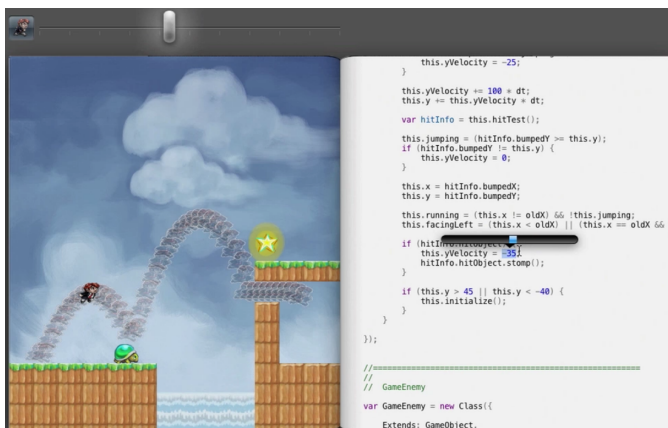 this.yVelocity = -25;
}
this.yVelocity += 100 * dt;
this.y += this.yVelocity * dt;
var hitInfo = this.hitTest();
this.jumping = (hitInfo.bumpedY >= this.y);
if (hitInfo.bumpedY != this.y) {
this.yVelocity = 0;
}
this.x = hitInfo.bumpedX;
this.y = hitInfo.bumpedY;
this.running = (this.x != oldX) && !this.jumping;
this.facingLeft = (this.x < oldX) || (this.x == oldX &&
if (hitInfo.hitObject
this.yVelocity = -35;
hitInfo.hitObject.stomp();
}
if (this.y > 45 || this.y < -40) {
this.initialize();
}
}
});
//============================================================
//
// GameEnemy
var GameEnemy = new Class({
Extends: GameObject,